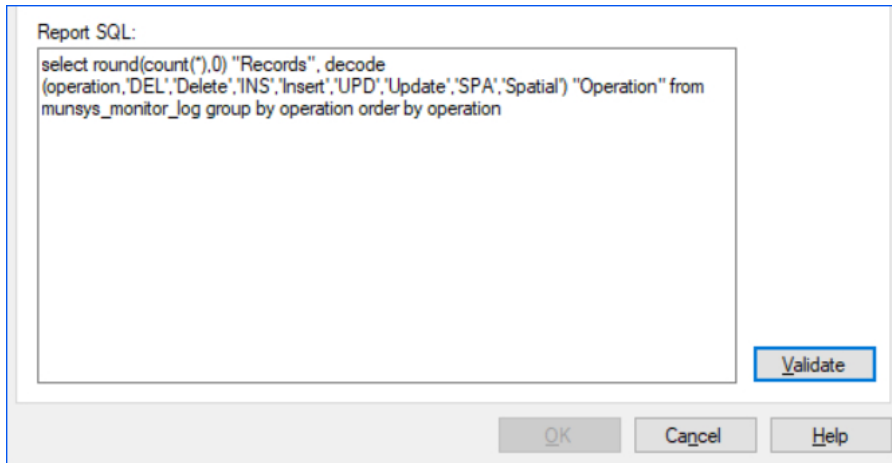 Report SQL:
select round(count(*),0) "Records", decode
(operation,'DEL','Delete','INS','Insert','UPD','Update','SPA','Spatial') "Operation" from
munsys_monitor_log group by operation order by operation
Validate
OK
Cancel
Help